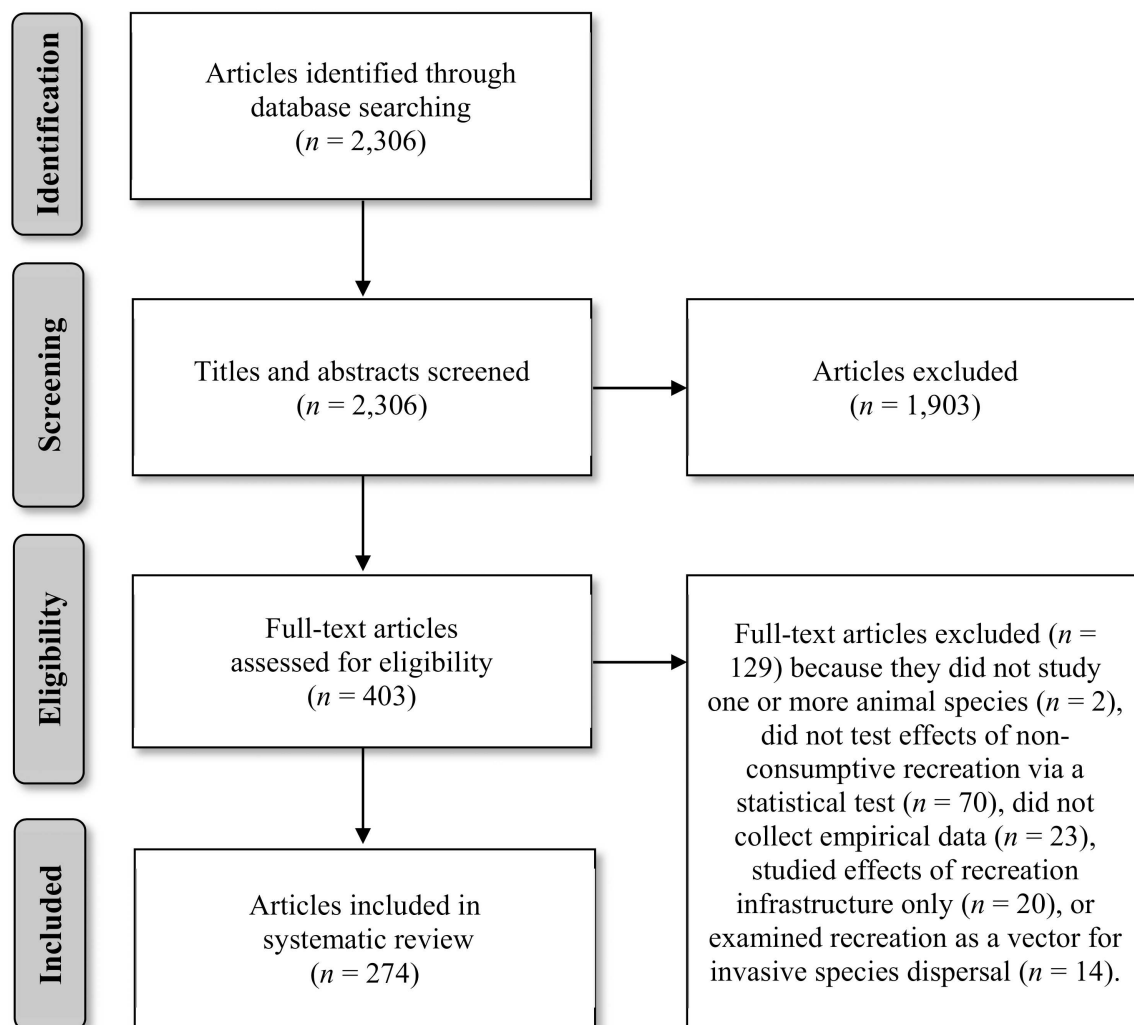 Identification
Articles identified through
database searching
(n = 2,306)
Screening
Titles and abstracts screened
(n = 2,306)
Articles excluded
(n = 1,903)
Eligibility
Full-text articles
assessed for eligibility
(n = 403)
Full-text articles excluded (n =
129) because they did not study
one or more animal species (n = 2),
did not test effects of non-
consumptive recreation via a
statistical test (n = 70), did not
collect empirical data (n = 23),
studied effects of recreation
infrastructure only (n = 20), or
examined recreation as a vector for
invasive species dispersal (n = 14).
Included
Articles included in
systematic review
(n = 274)